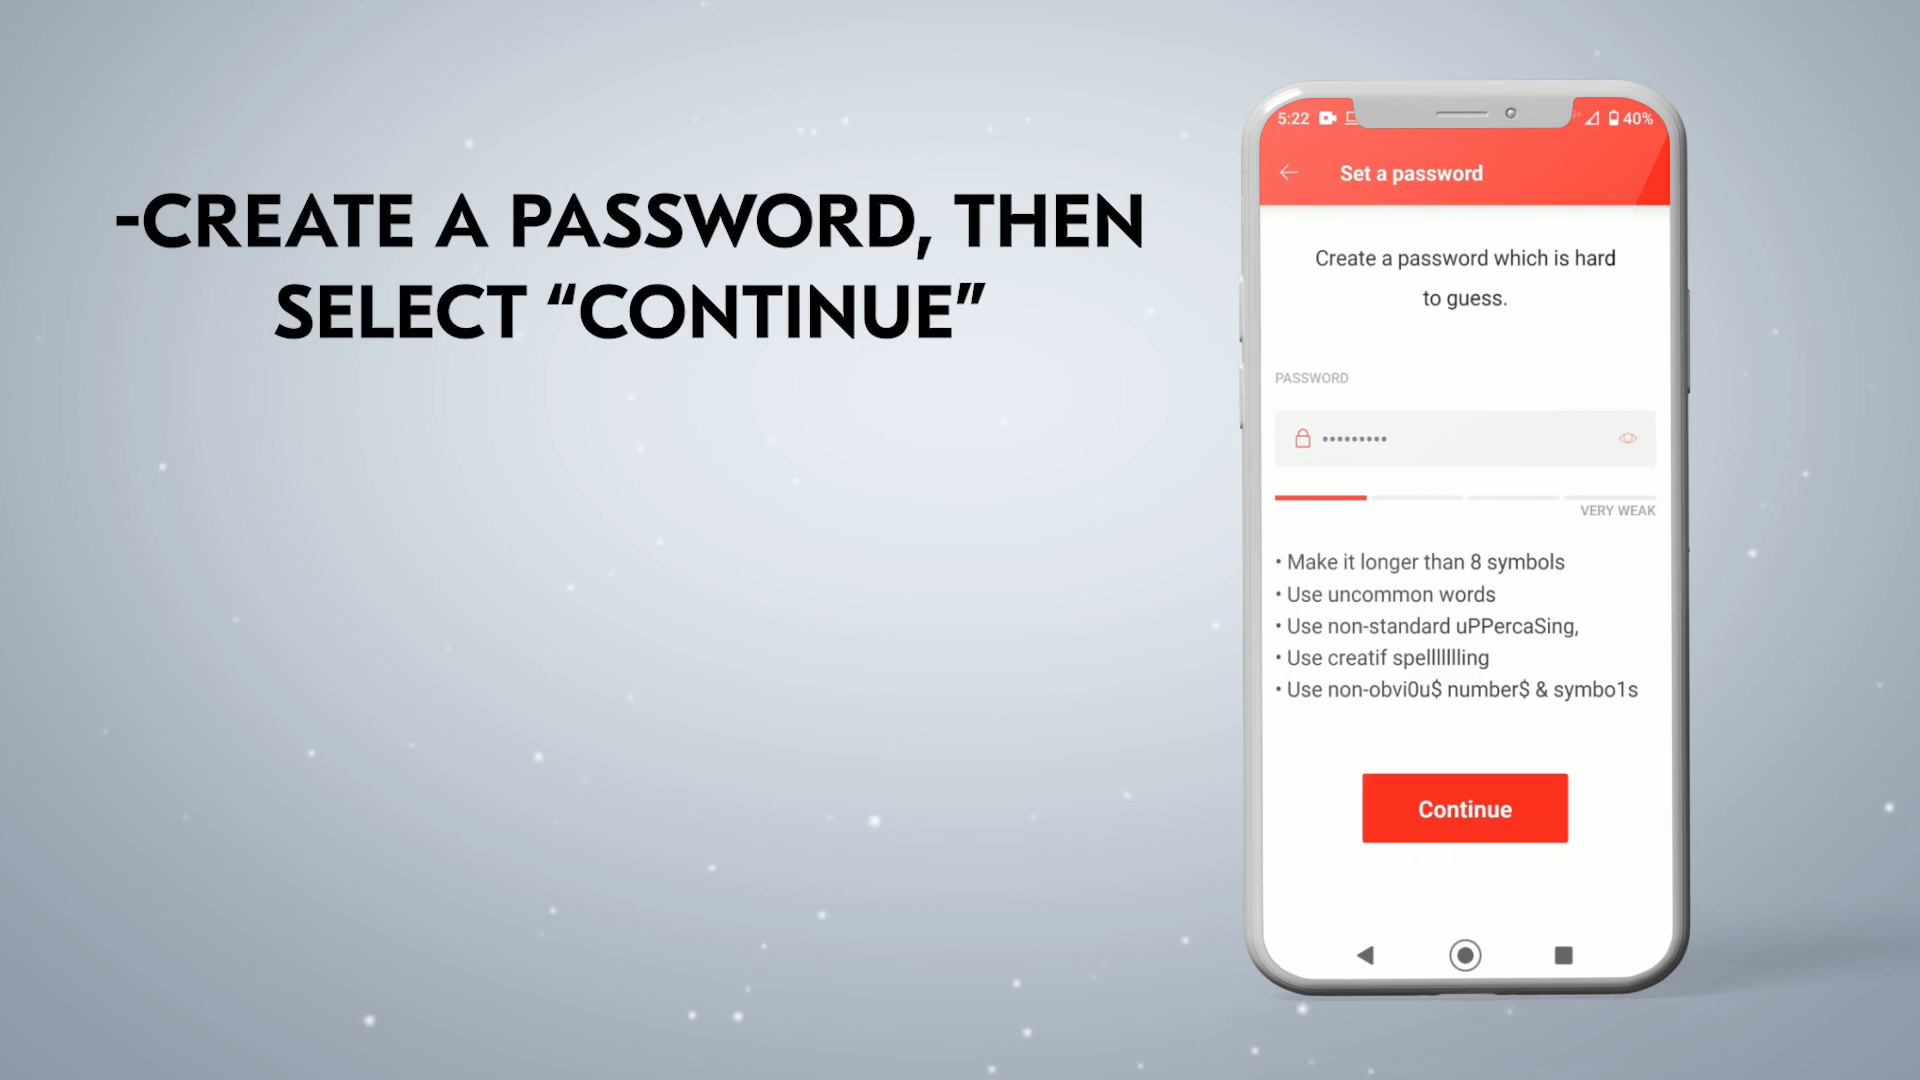 -CREATE A PASSWORD, THEN
SELECT “CONTINUE”
5:22
40%
Set a password
Create a password which is hard
to guess.
PASSWORD
•••••••••
VERY WEAK
• Make it longer than 8 symbols
• Use uncommon words
• Use non-standard uPPercaSing,
• Use creatif spelllllllling
• Use non-obvi0u$ number$ & symbo1s
Continue